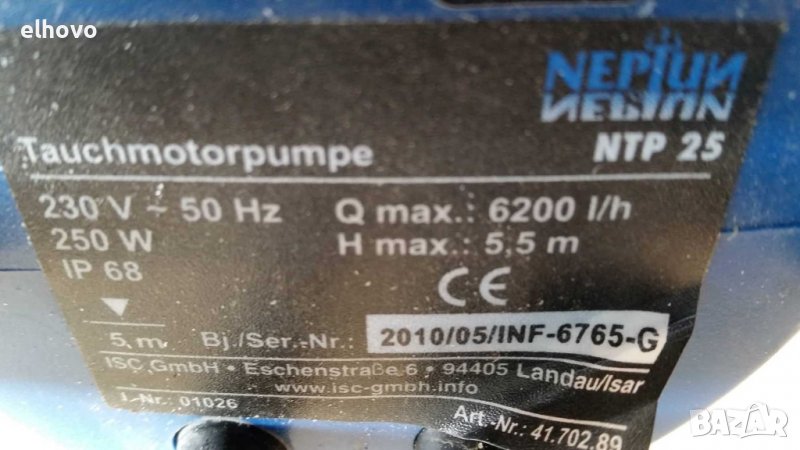 elhovo
NEPTUN
Tauchmotorpumpe
NTP 25
230 V ~ 50 Hz
Q max.: 6200 l/h
250 W
H max.: 5,5 m
IP 68
CE
5 m
Bj./Ser.-Nr.:
2010/05/INF-6765-G
ISC GmbH • Eschenstraße 6 • 94405 Landau/Isar
www.isc-gmbh.info
I.-Nr.: 01026
Art.-Nr.: 41.702.89
BAZAR